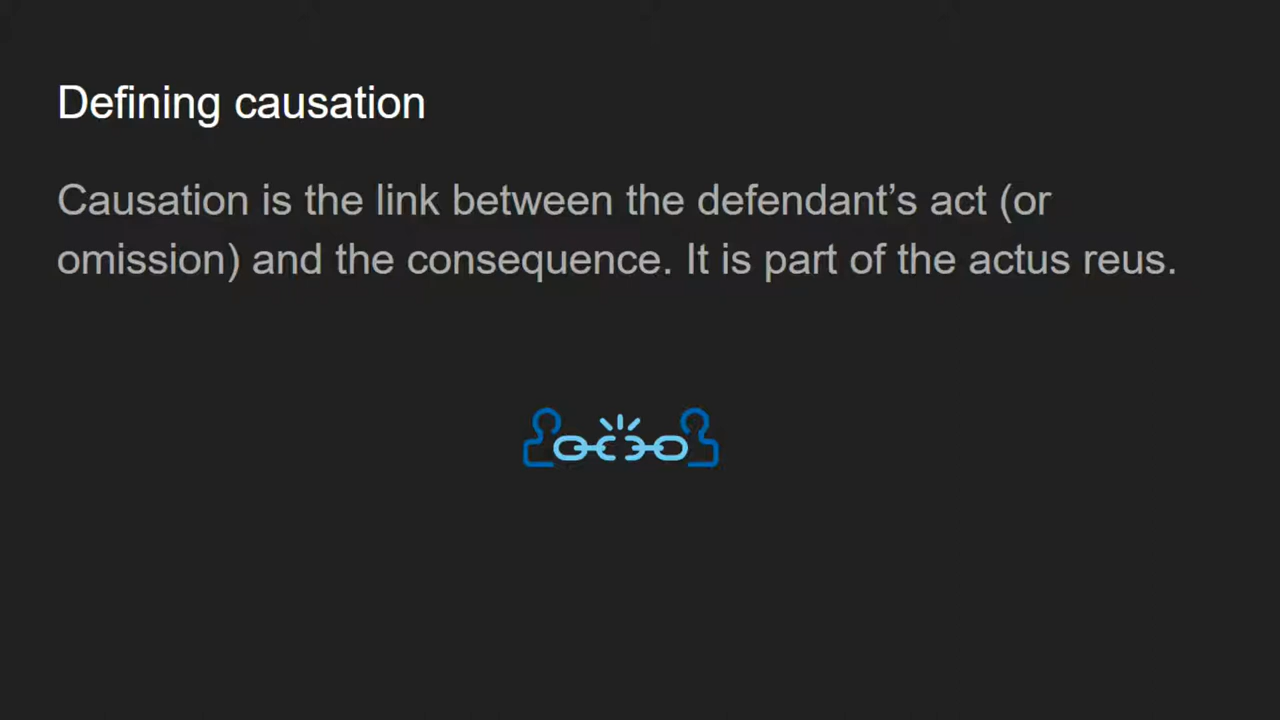 Defining causation
Causation is the link between the defendant’s act (or
omission) and the consequence. It is part of the actus reus.